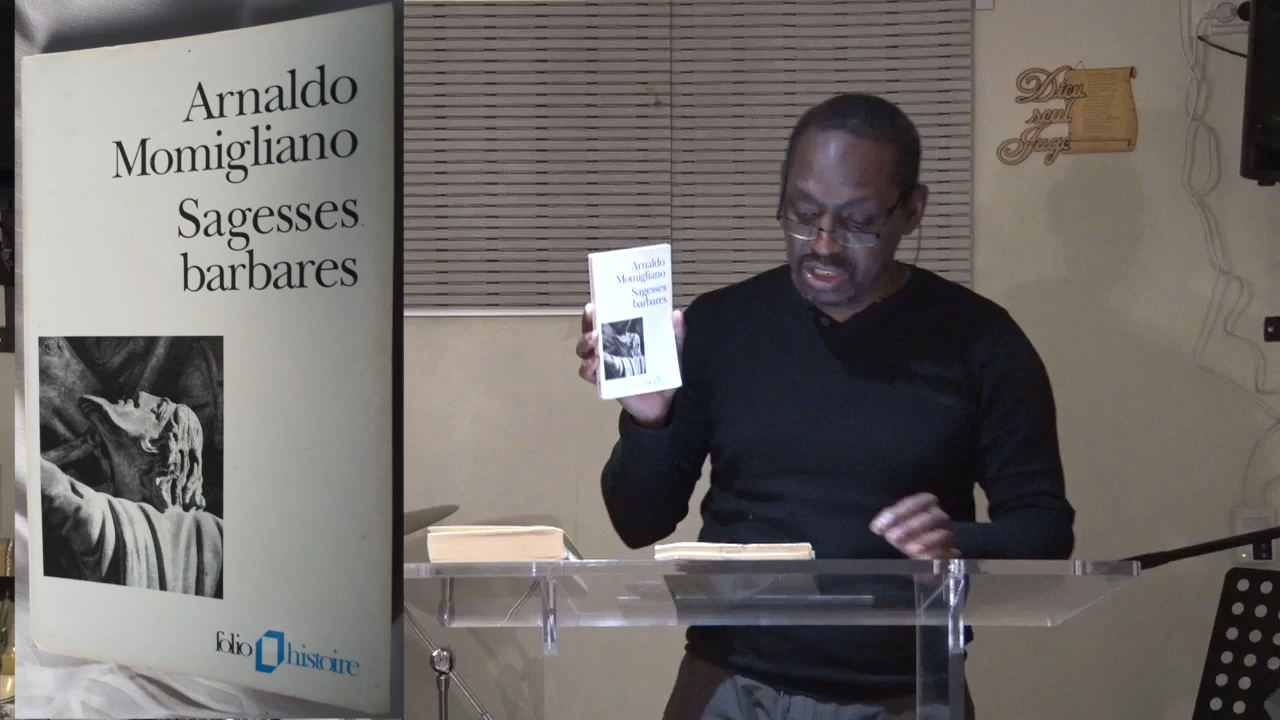 Arnaldo
Momigliano
Sagesses
barbares
folio histoire
Arnaldo
Momigliano
Sagesses
barbares
Dieu
seul
Juge